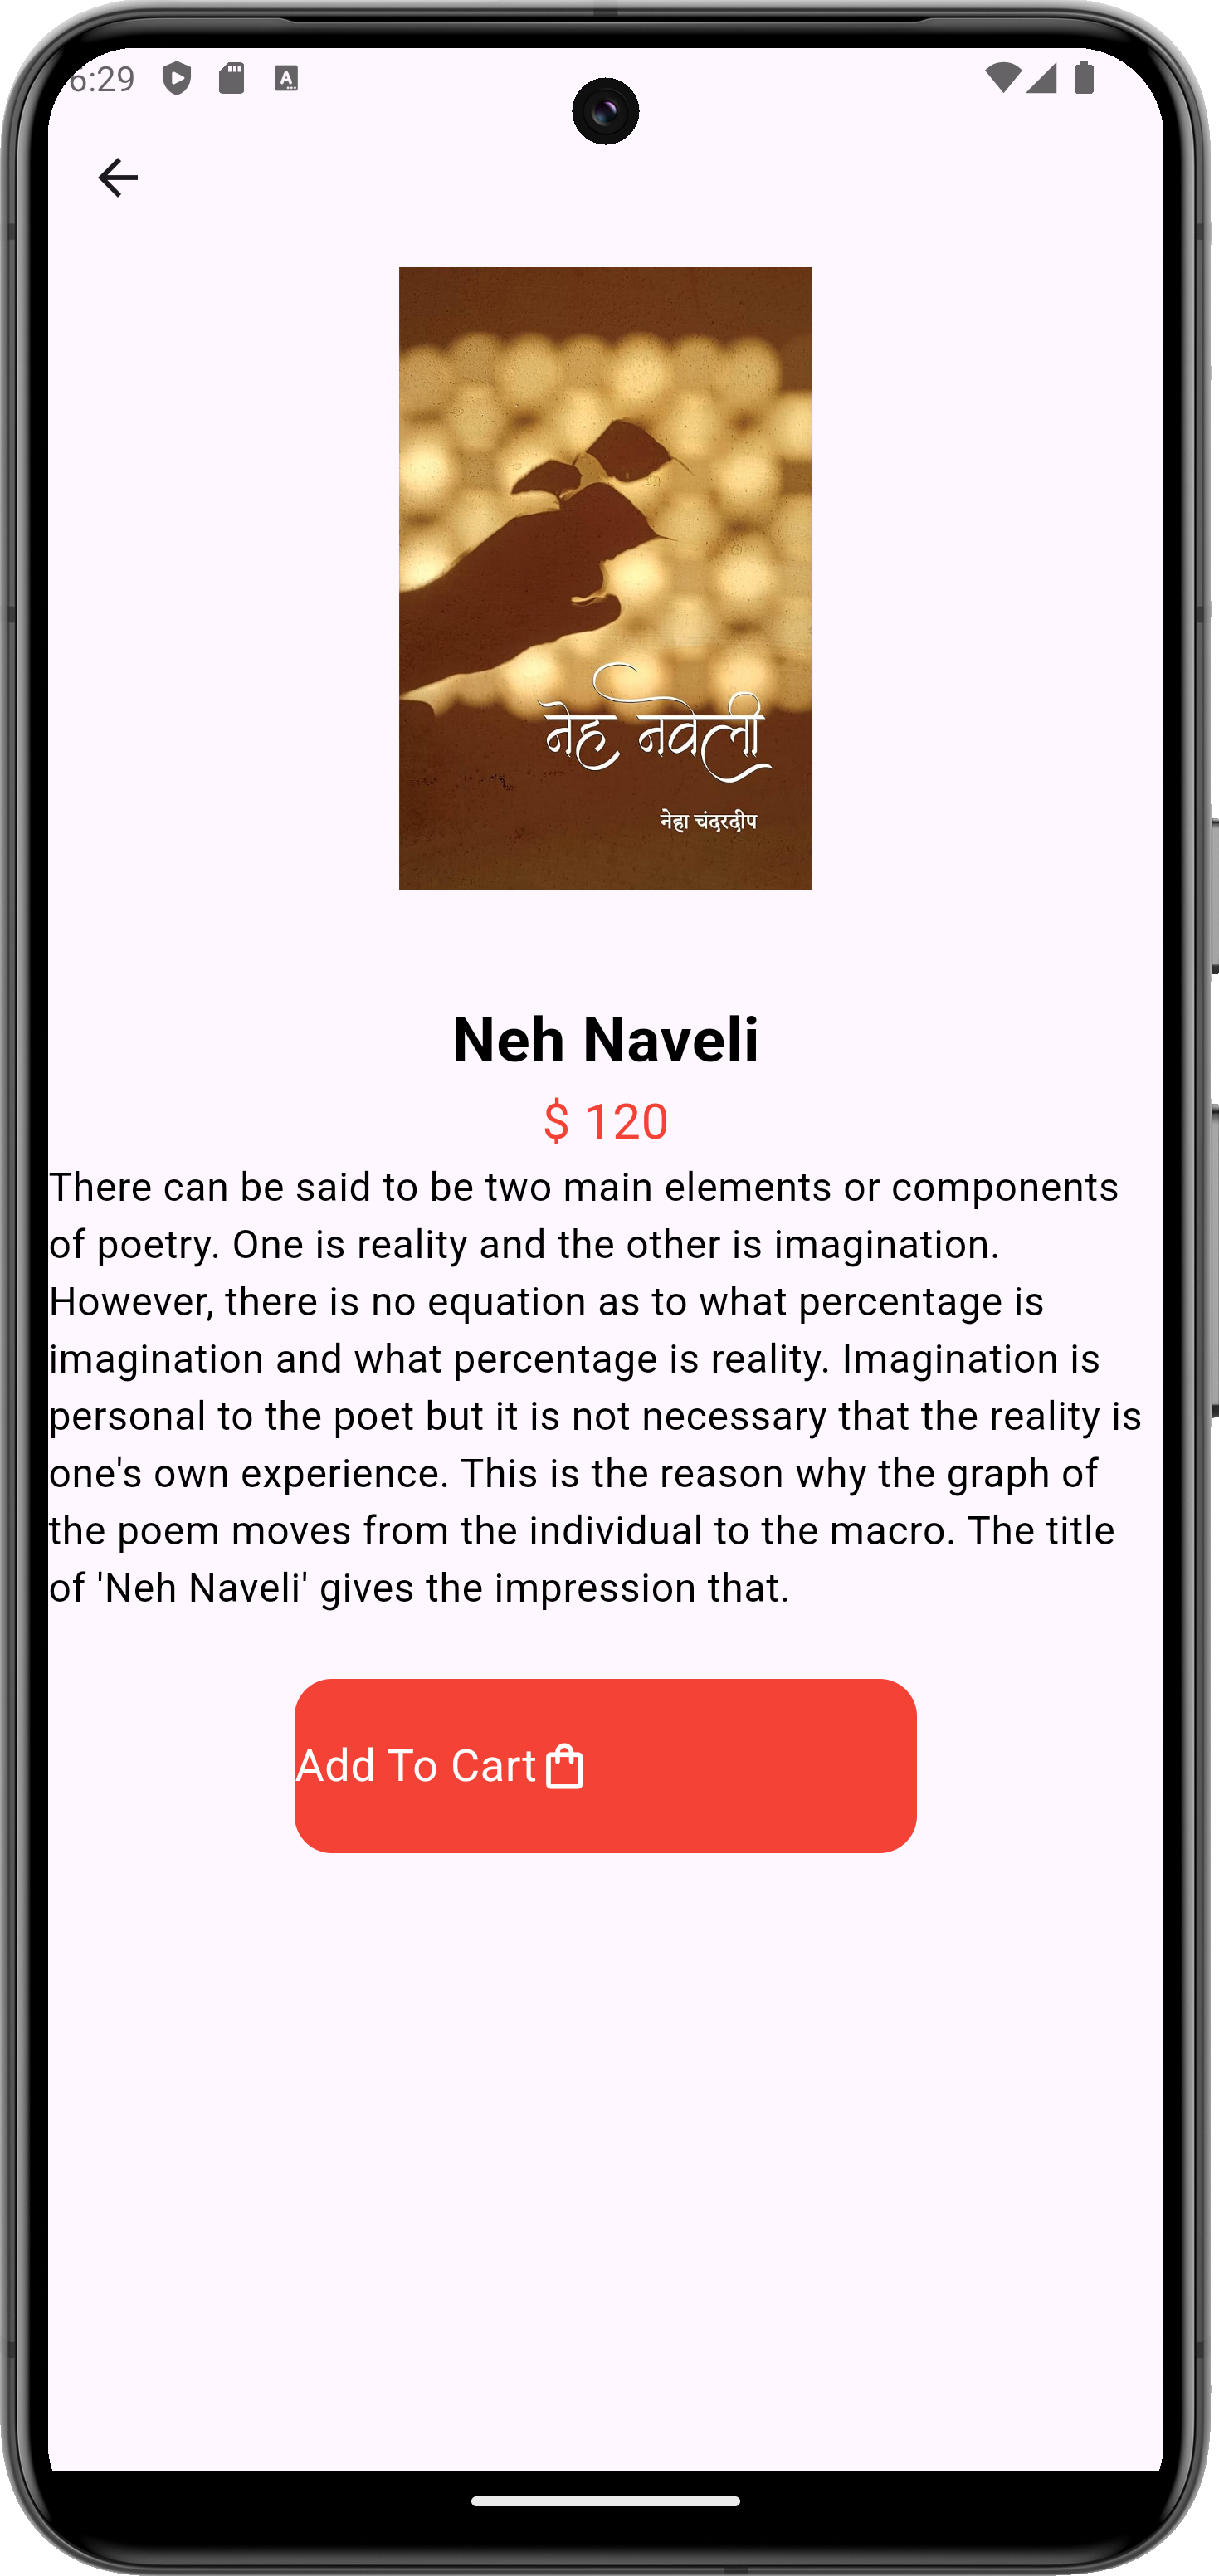 6:29
नेह नवेली
नेहा चंदरदीप
Neh Naveli
$ 120
There can be said to be two main elements or components
of poetry. One is reality and the other is imagination.
However, there is no equation as to what percentage is
imagination and what percentage is reality. Imagination is
personal to the poet but it is not necessary that the reality is
one's own experience. This is the reason why the graph of
the poem moves from the individual to the macro. The title
of 'Neh Naveli' gives the impression that.
Add To Cart